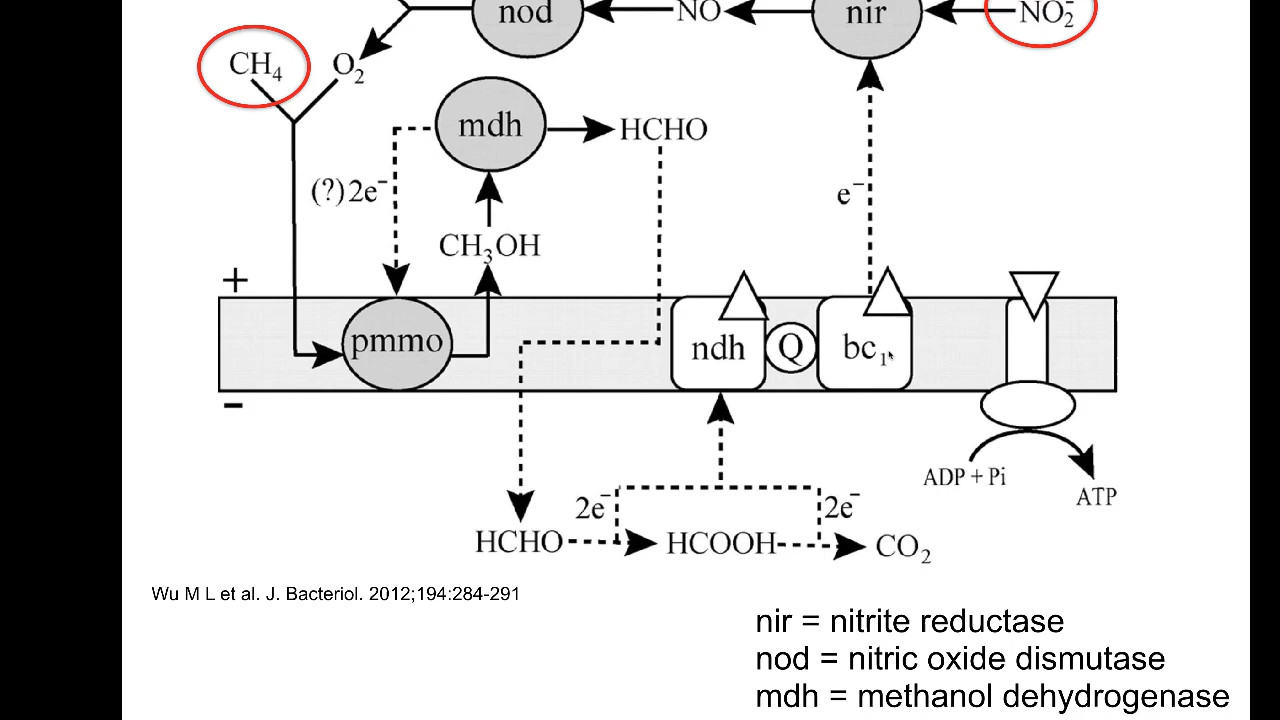 nod NO nir NO₂⁻
CH₄ O₂
mdh HCHO
(?) 2e⁻ e⁻
CH₃OH
+
pmmo ndh Q bc₁
−
ADP + Pi
ATP
2e⁻ 2e⁻
HCHO HCOOH CO₂
Wu M L et al. J. Bacteriol. 2012;194:284-291
nir = nitrite reductase
nod = nitric oxide dismutase
mdh = methanol dehydrogenase